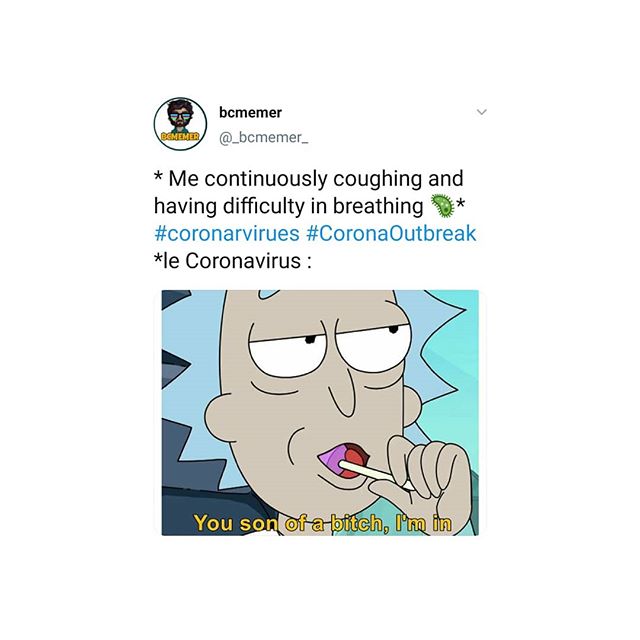 bcmemer
BCMEMER
@_bcmemer_
* Me continuously coughing and
having difficulty in breathing 🦠*
#coronarvirues #CoronaOutbreak
*le Coronavirus :
You son of a bitch, I'm in